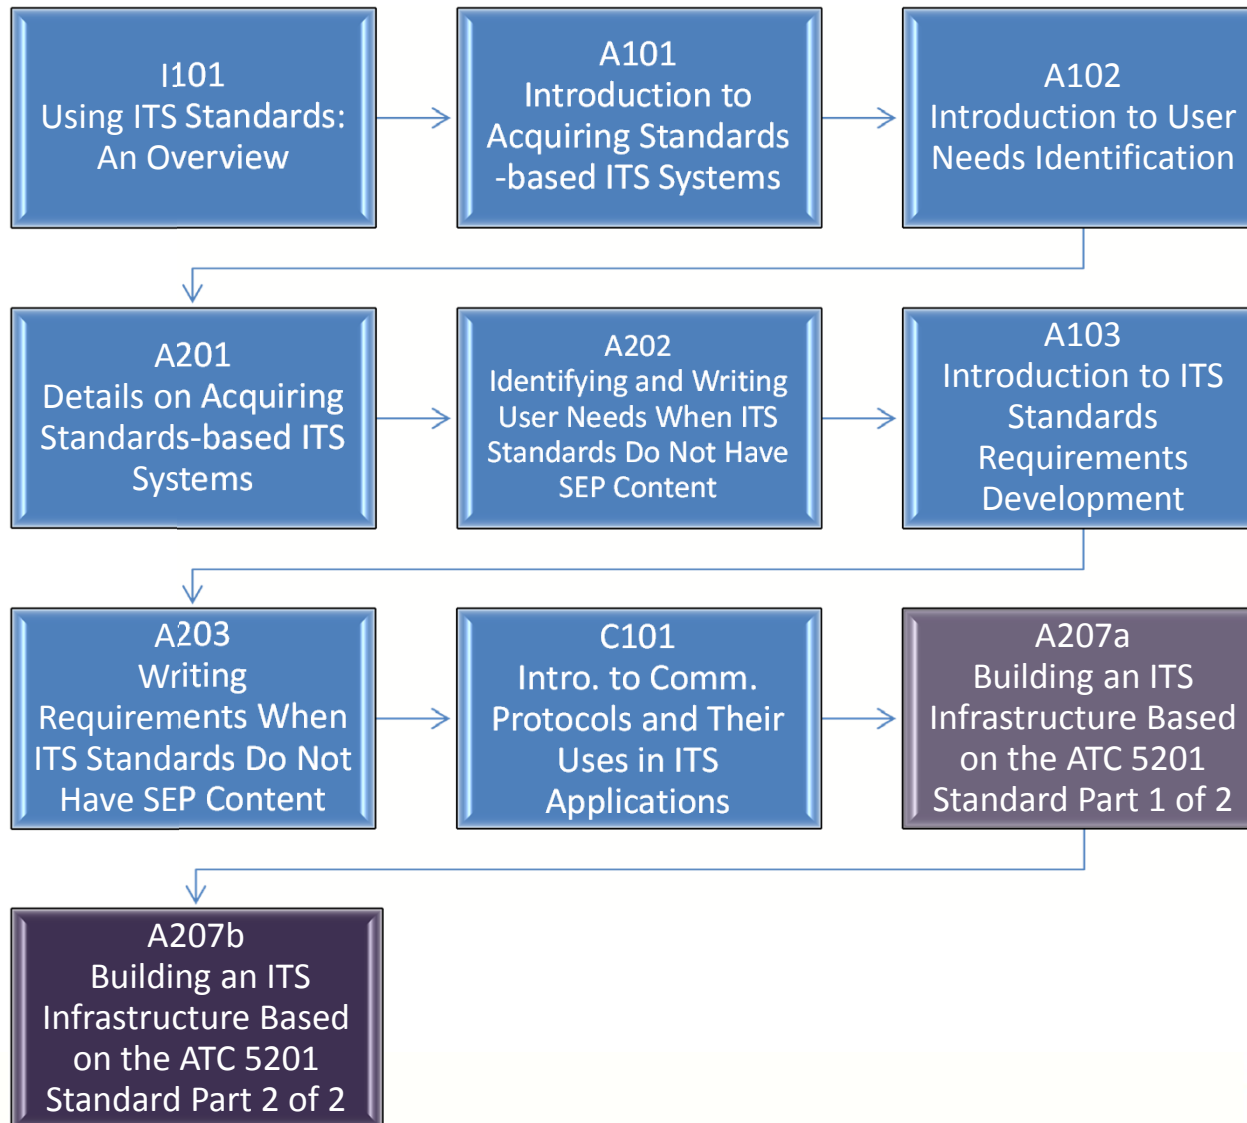 I101
Using ITS Standards:
An Overview
A101
Introduction to
Acquiring Standards
-based ITS Systems
A102
Introduction to User
Needs Identification
A201
Details on Acquiring
Standards-based ITS
Systems
A202
Identifying and Writing
User Needs When ITS
Standards Do Not Have
SEP Content
A103
Introduction to ITS
Standards
Requirements
Development
A203
Writing
Requirements When
ITS Standards Do Not
Have SEP Content
C101
Intro. to Comm.
Protocols and Their
Uses in ITS
Applications
A207a
Building an ITS
Infrastructure Based
on the ATC 5201
Standard Part 1 of 2
A207b
Building an ITS
Infrastructure Based
on the ATC 5201
Standard Part 2 of 2